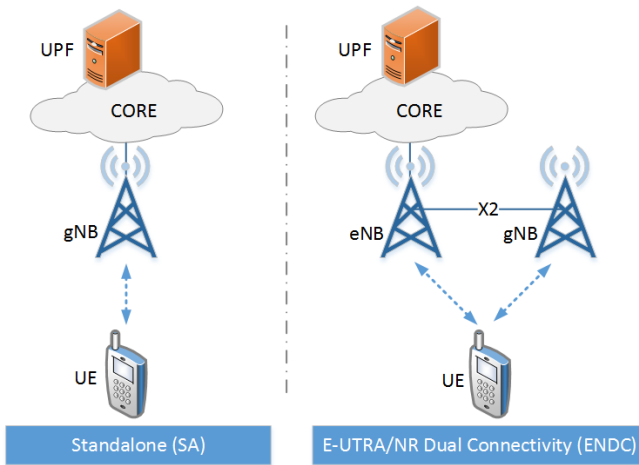 UPF
CORE
gNB
UE
Standalone (SA)
UPF
CORE
X2
eNB
gNB
UE
E-UTRA/NR Dual Connectivity (ENDC)